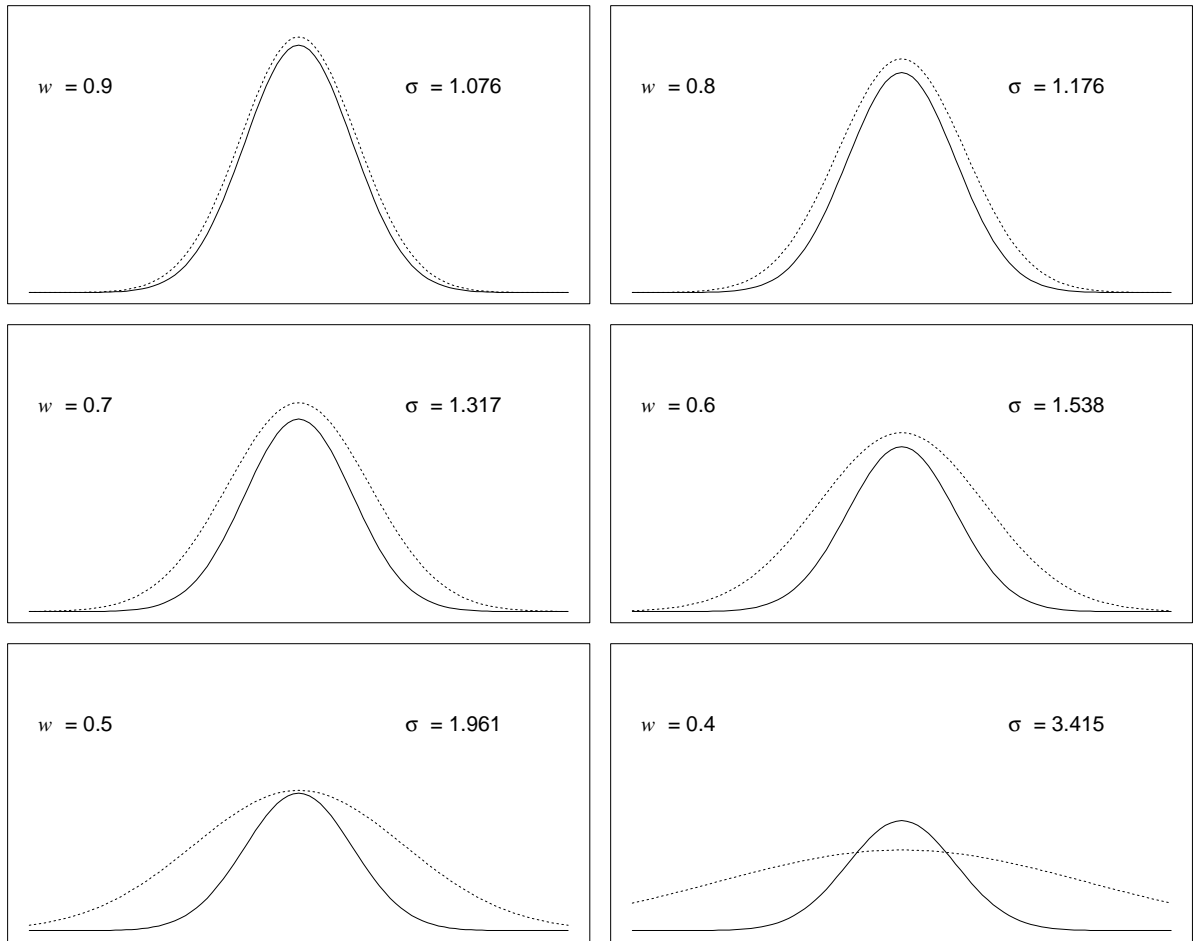 w = 0.9 σ = 1.076
w = 0.8 σ = 1.176
w = 0.7 σ = 1.317
w = 0.6 σ = 1.538
w = 0.5 σ = 1.961
w = 0.4 σ = 3.415